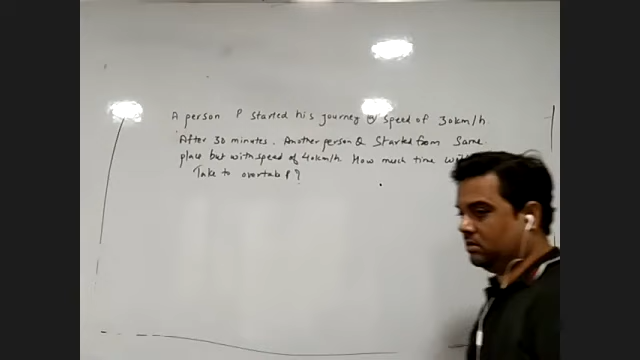 A person P started his journey @ speed of 30km/h.
After 30 minutes. Another person Q Started from Same
place but with speed of 40km/h. How much time
Take to overtake P?